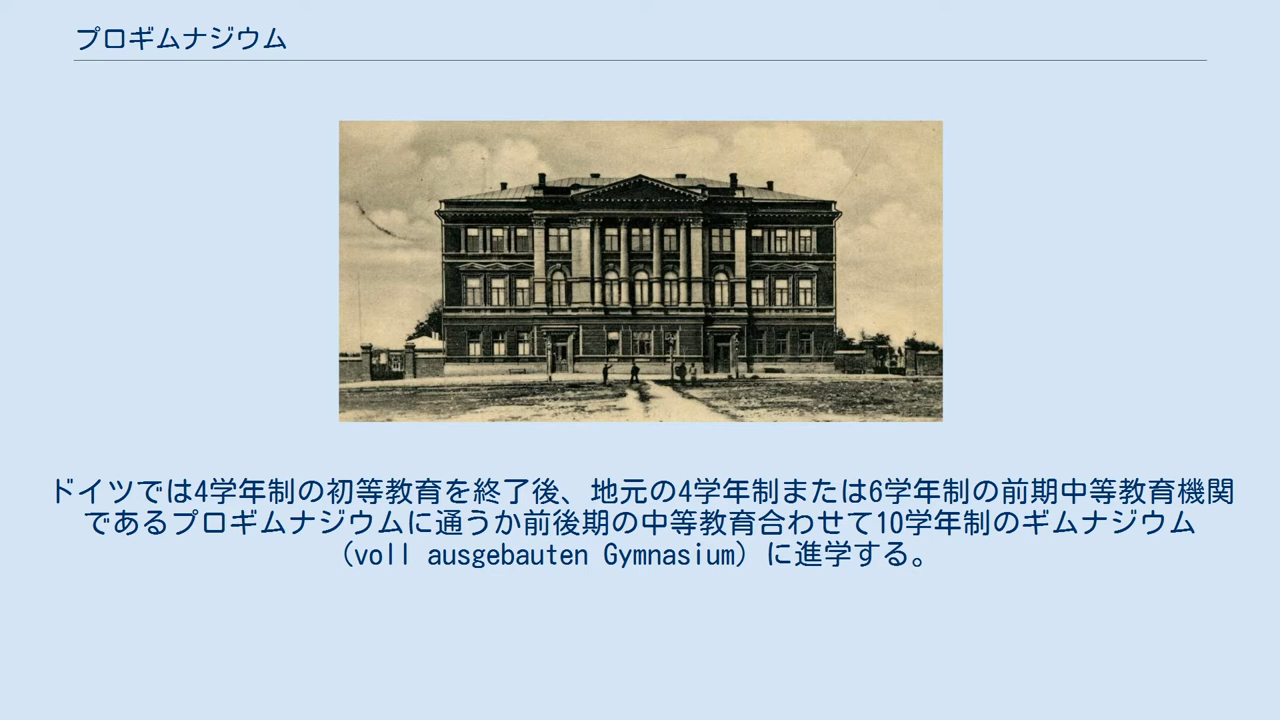 プロギムナジウム
ドイツでは4学年制の初等教育を終了後、地元の4学年制または6学年制の前期中等教育機関
であるプロギムナジウムに通うか前後期の中等教育合わせて10学年制のギムナジウム
（voll ausgebauten Gymnasium）に進学する。